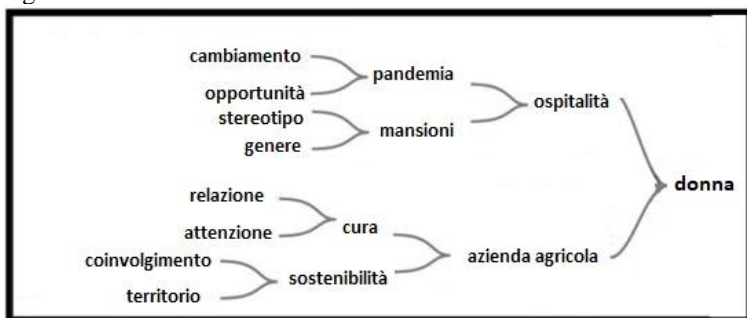 cambiamento
opportunità
pandemia
stereotipo
genere
mansioni
ospitalità
relazione
attenzione
cura
coinvolgimento
territorio
sostenibilità
azienda agricola
donna